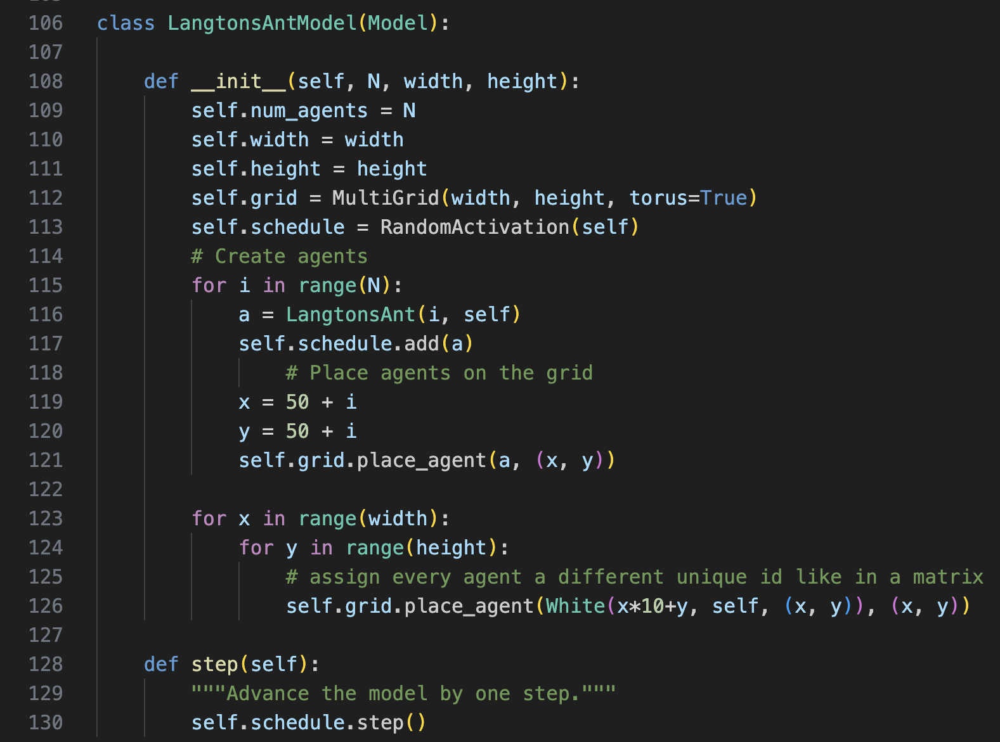 106 class LangtonsAntModel(Model):
107
108 def __init__(self, N, width, height):
109 self.num_agents = N
110 self.width = width
111 self.height = height
112 self.grid = MultiGrid(width, height, torus=True)
113 self.schedule = RandomActivation(self)
114 # Create agents
115 for i in range(N):
116 a = LangtonsAnt(i, self)
117 self.schedule.add(a)
118 # Place agents on the grid
119 x = 50 + i
120 y = 50 + i
121 self.grid.place_agent(a, (x, y))
122
123 for x in range(width):
124 for y in range(height):
125 # assign every agent a different unique id like in a matrix
126 self.grid.place_agent(White(x*10+y, self, (x, y)), (x, y))
127
128 def step(self):
129 """Advance the model by one step."""
130 self.schedule.step()